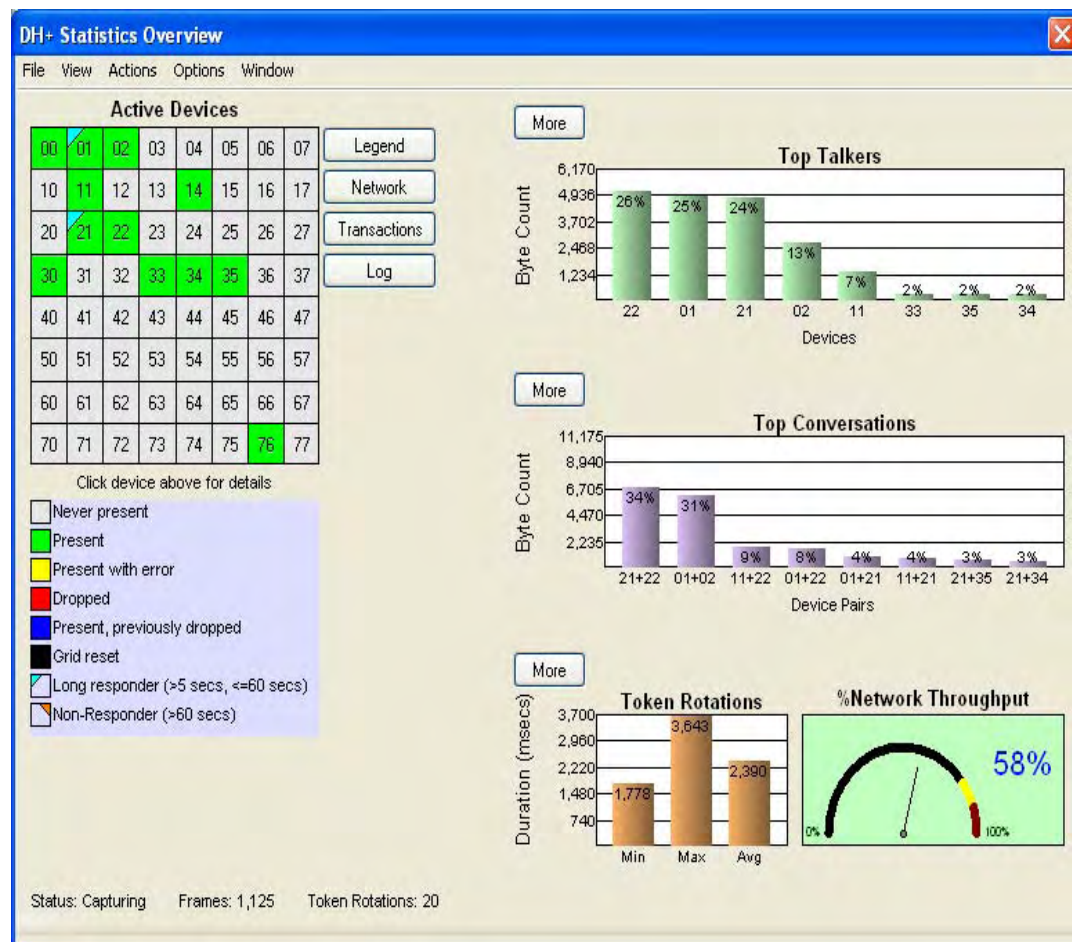 DH+ Statistics Overview
File View Actions Options Window
Active Devices
00 01 02 03 04 05 06 07
10 11 12 13 14 15 16 17
20 21 22 23 24 25 26 27
30 31 32 33 34 35 36 37
40 41 42 43 44 45 46 47
50 51 52 53 54 55 56 57
60 61 62 63 64 65 66 67
70 71 72 73 74 75 76 77
Click device above for details
Legend
Network
Transactions
Log
Never present
Present
Present with error
Dropped
Present, previously dropped
Grid reset
Long responder (>5 secs, <=60 secs)
Non-Responder (>60 secs)
More
Top Talkers
Byte Count
6,170
4,936
3,702
2,468
1,234
26% 25% 24% 13% 7% 2% 2% 2%
22 01 21 02 11 33 35 34
Devices
More
Top Conversations
Byte Count
11,175
8,940
6,705
4,470
2,235
34% 31% 9% 8% 4% 4% 3% 3%
21+22 01+02 11+22 01+22 01+21 11+21 21+35 21+34
Device Pairs
More
Token Rotations
Duration (msecs)
3,700
2,960
2,220
1,480
740
1,778 3,643 2,390
Min Max Avg
%Network Throughput
58%
0% 100%
Status: Capturing Frames: 1,125 Token Rotations: 20